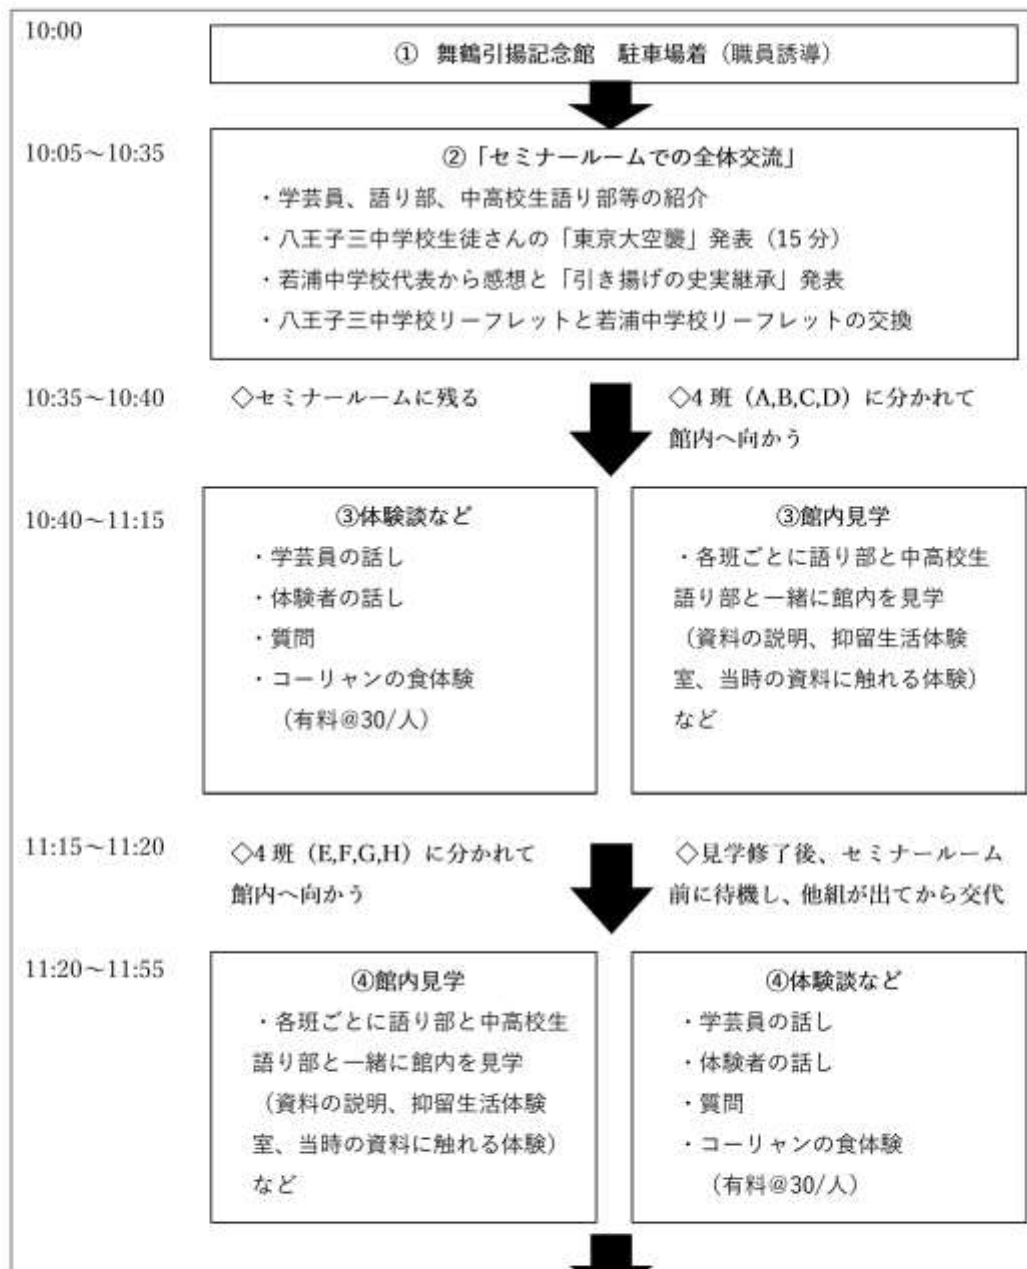 10:00
① 舞鶴引揚記念館 駐車場着（職員誘導）
10:05～10:35
②「セミナールームでの全体交流」
・学芸員、語り部、中高校生語り部等の紹介
・八王子三中学校生徒さんの「東京大空襲」発表（15 分）
・若浦中学校代表から感想と「引き揚げの史実継承」発表
・八王子三中学校リーフレットと若浦中学校リーフレットの交換
10:35～10:40
◇セミナールームに残る
◇4 班（A,B,C,D）に分かれて
館内へ向かう
10:40～11:15
③体験談など
・学芸員の話し
・体験者の話し
・質問
・コーリャンの食体験
（有料@30/人）
③館内見学
・各班ごとに語り部と中高校生
語り部と一緒に館内を見学
（資料の説明、抑留生活体験
室、当時の資料に触れる体験）
など
11:15～11:20
◇4 班（E,F,G,H）に分かれて
館内へ向かう
◇見学修了後、セミナールーム
前に待機し、他組が出てから交代
11:20～11:55
④館内見学
・各班ごとに語り部と中高校生
語り部と一緒に館内を見学
（資料の説明、抑留生活体験
室、当時の資料に触れる体験）
など
④体験談など
・学芸員の話し
・体験者の話し
・質問
・コーリャンの食体験
（有料@30/人）